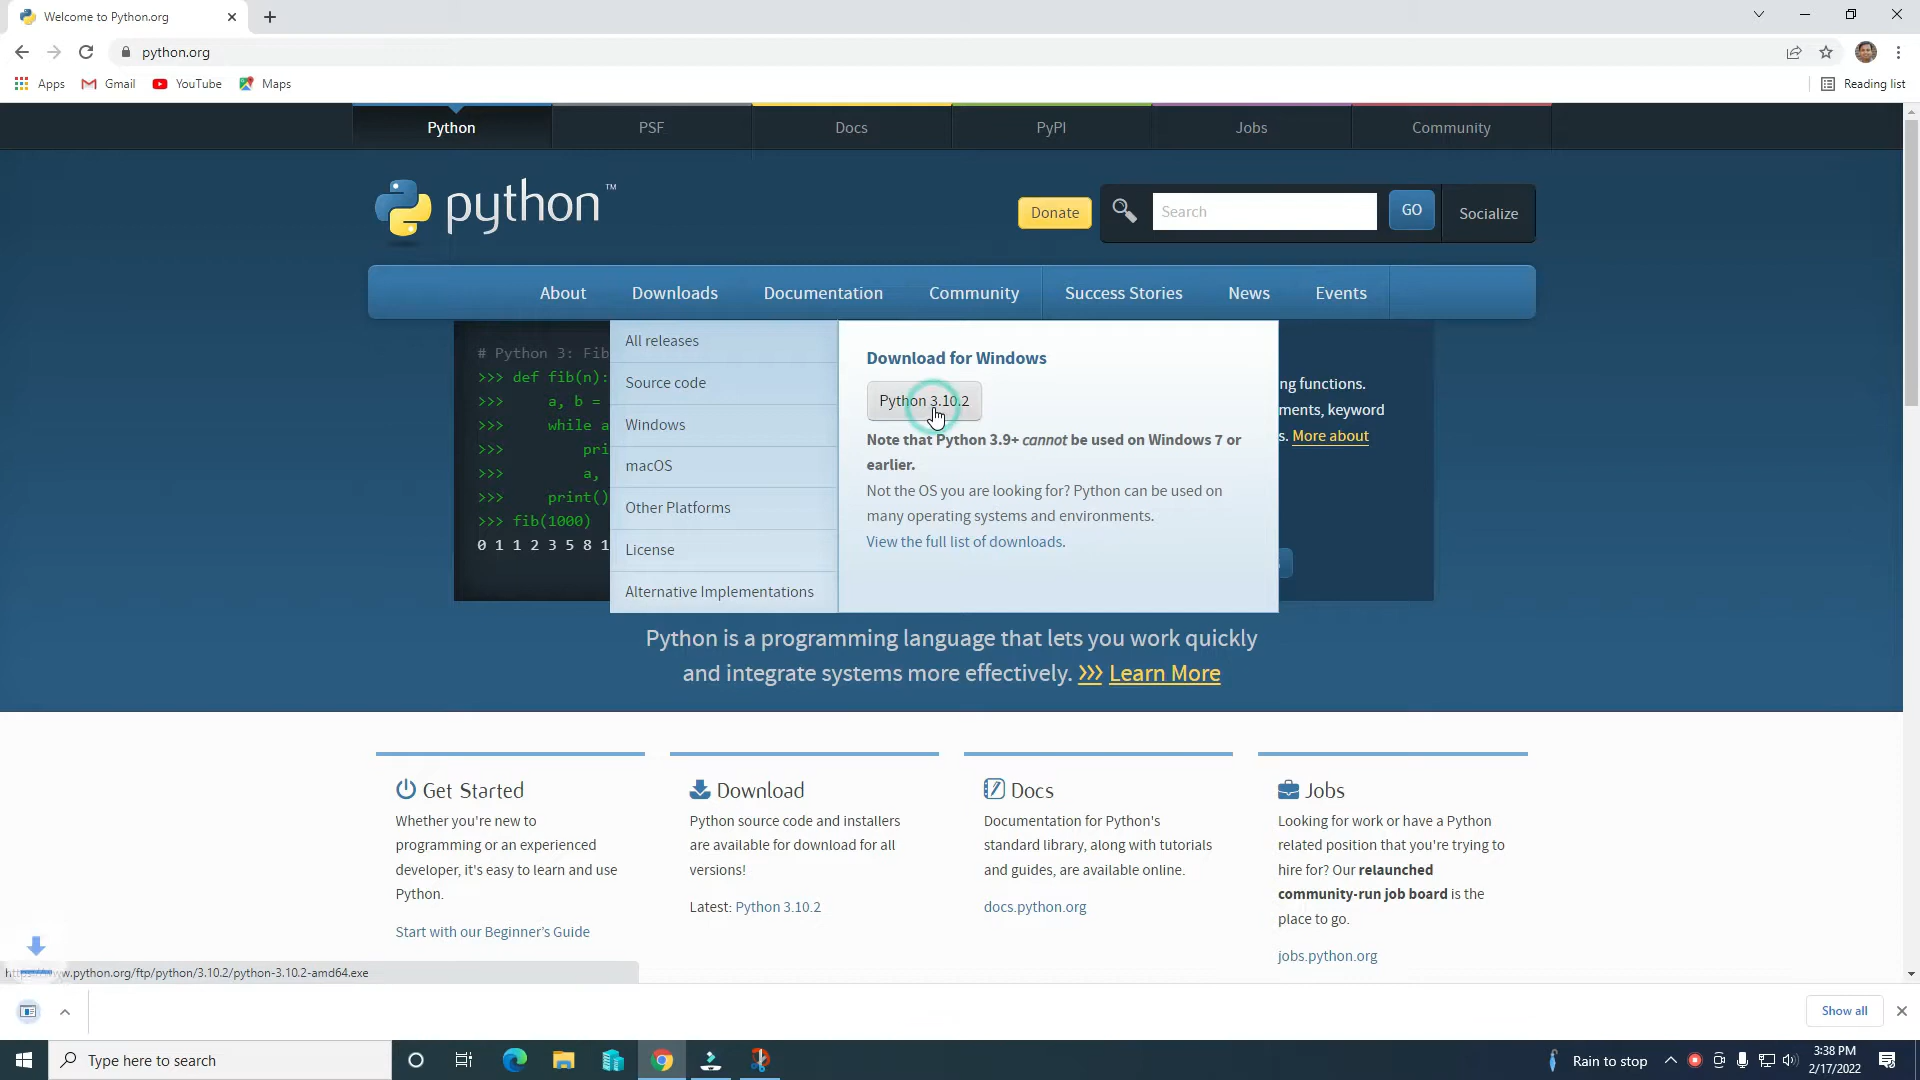 Welcome to Python.org
python.org
Apps Gmail YouTube Maps
Reading list
Python PSF Docs PyPI Jobs Community
python™
Donate Search GO Socialize
About Downloads Documentation Community Success Stories News Events
# Python 3: Fib
>>> def fib(n):
a, b =
while a
pri
a,
print()
>>> fib(1000)
0 1 1 2 3 5 8 1
All releases
Source code
Windows
macOS
Other Platforms
License
Alternative Implementations
Download for Windows
Python 3.10.2
Note that Python 3.9+ cannot be used on Windows 7 or
earlier.
Not the OS you are looking for? Python can be used on
many operating systems and environments.
View the full list of downloads.
ng functions.
ments, keyword
s. More about
Python is a programming language that lets you work quickly
and integrate systems more effectively. >>> Learn More
Get Started
Whether you're new to
programming or an experienced
developer, it's easy to learn and use
Python.
Start with our Beginner's Guide
Download
Python source code and installers
are available for download for all
versions!
Latest: Python 3.10.2
Docs
Documentation for Python's
standard library, along with tutorials
and guides, are available online.
docs.python.org
Jobs
Looking for work or have a Python
related position that you're trying to
hire for? Our relaunched
community-run job board is the
place to go.
jobs.python.org
https://www.python.org/ftp/python/3.10.2/python-3.10.2-amd64.exe
Show all
Type here to search
Rain to stop
3:38 PM
2/17/2022